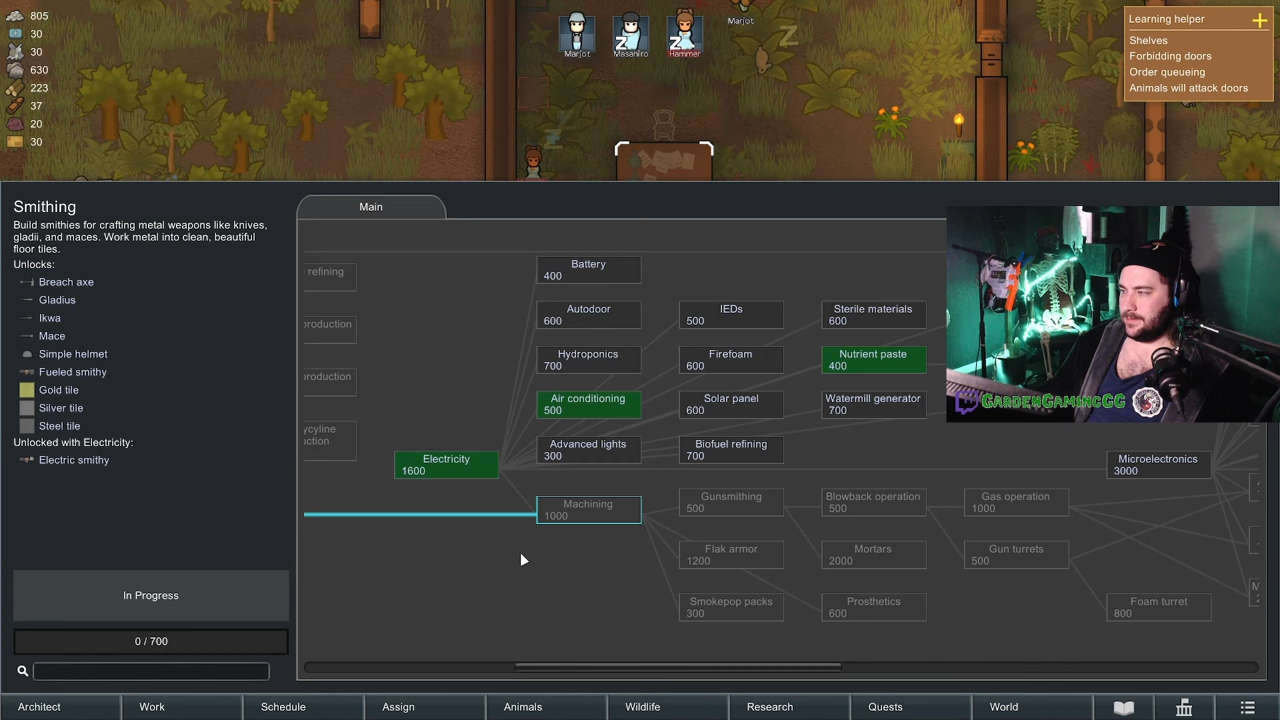 805
30
30
630
223
37
20
30
Marjot
Masahiro
Hammer
Marjot
Learning helper
Shelves
Forbidding doors
Order queueing
Animals will attack doors
Smithing
Build smithies for crafting metal weapons like knives,
gladii, and maces. Work metal into clean, beautiful
floor tiles.
Unlocks:
Breach axe
Gladius
Ikwa
Mace
Simple helmet
Fueled smithy
Gold tile
Silver tile
Steel tile
Unlocked with Electricity:
Electric smithy
In Progress
0 / 700
Main
refining
production
production
Electricity
1600
Battery
400
Autodoor
600
Hydroponics
700
Air conditioning
500
Advanced lights
300
Machining
1000
IEDs
500
Firefoam
600
Solar panel
600
Biofuel refining
700
Gunsmithing
500
Flak armor
1200
Smokepop packs
300
Sterile materials
600
Nutrient paste
400
Watermill generator
700
Blowback operation
500
Mortars
2000
Prosthetics
600
Gas operation
1000
Gun turrets
500
Microelectronics
3000
Foam turret
800
GARDENGAMINGGG
Architect
Work
Schedule
Assign
Animals
Wildlife
Research
Quests
World